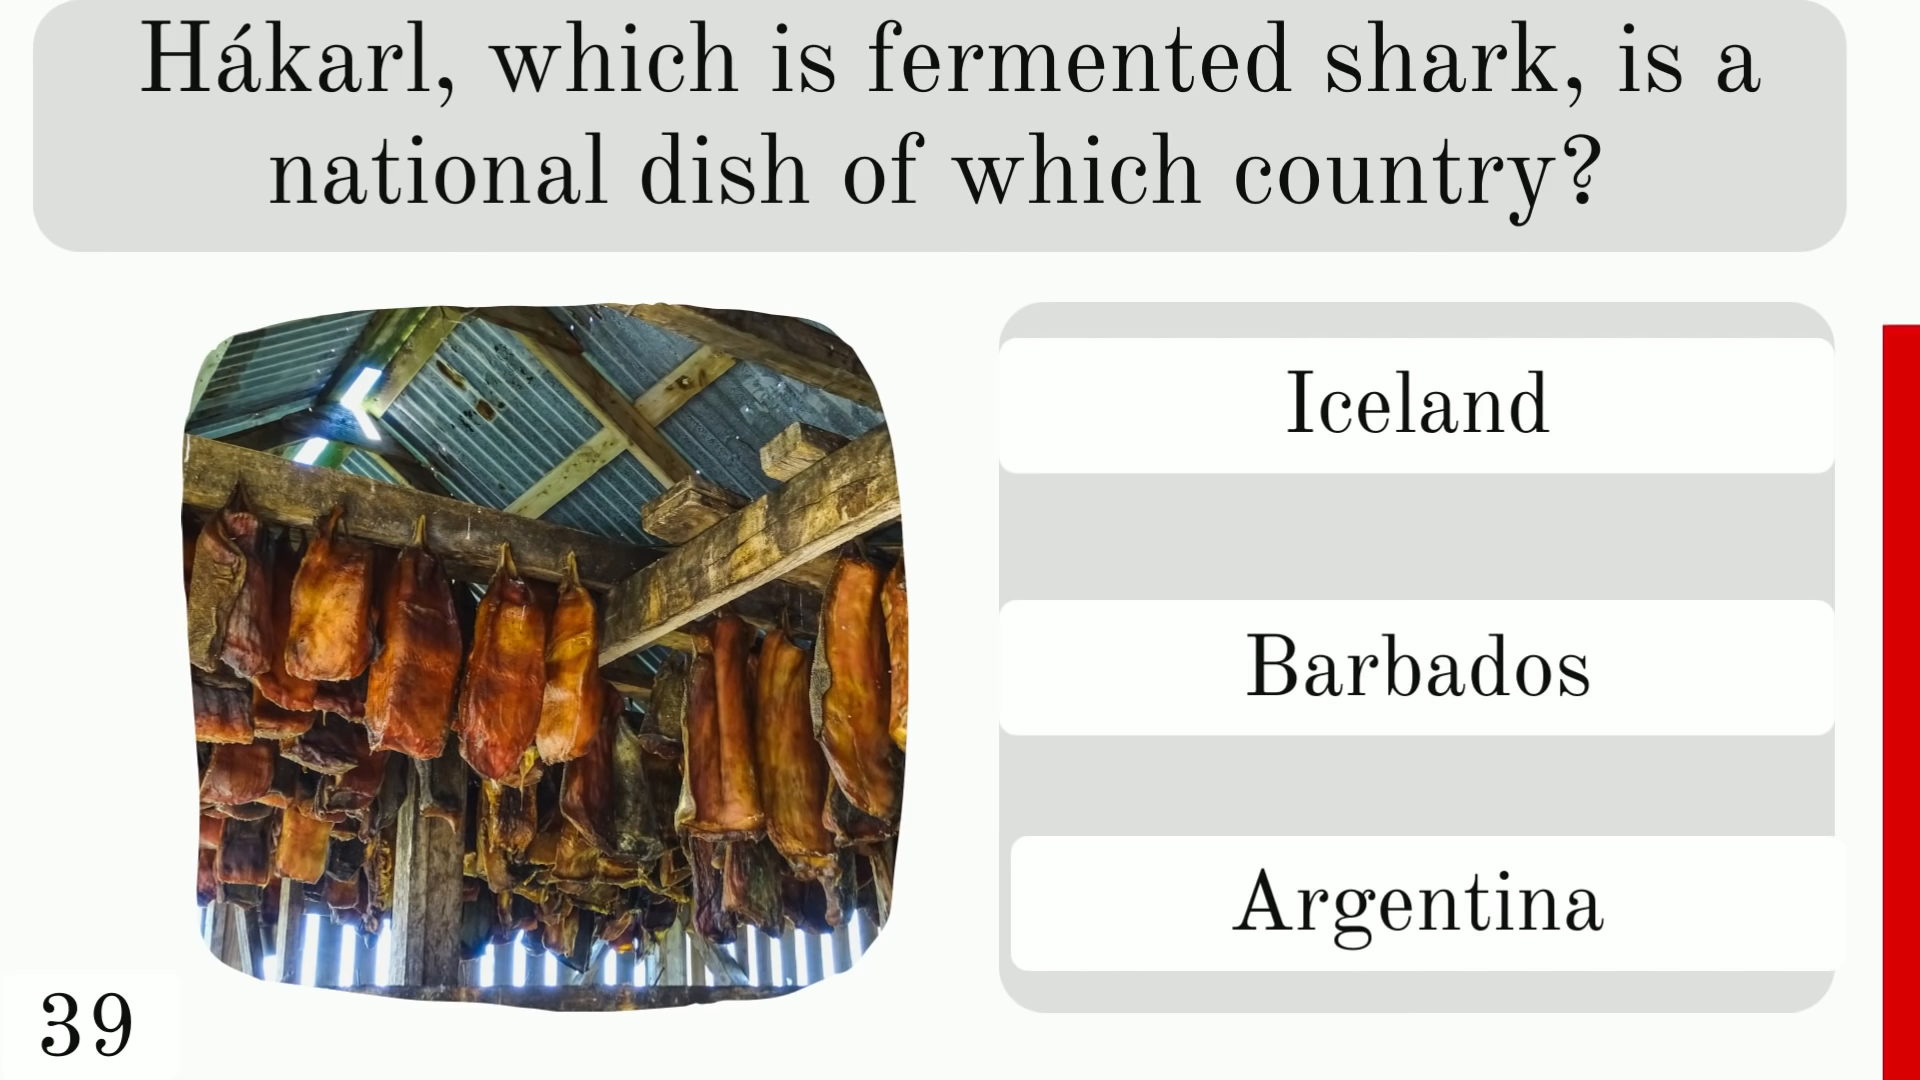 Hákarl, which is fermented shark, is a
national dish of which country?
Iceland
Barbados
Argentina
39